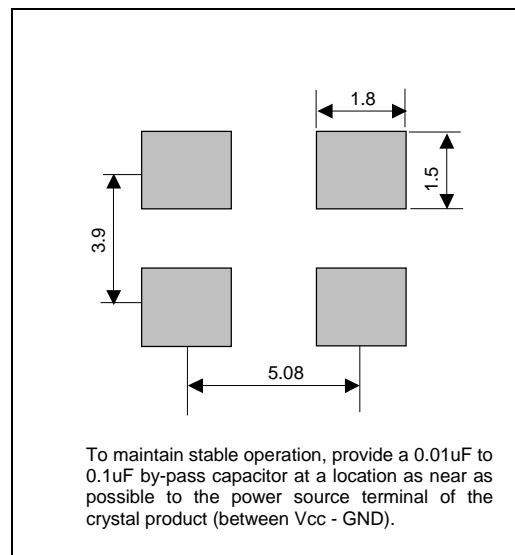 1.8
1.5
3.9
5.08
To maintain stable operation, provide a 0.01uF to
0.1uF by-pass capacitor at a location as near as
possible to the power source terminal of the
crystal product (between Vcc - GND).